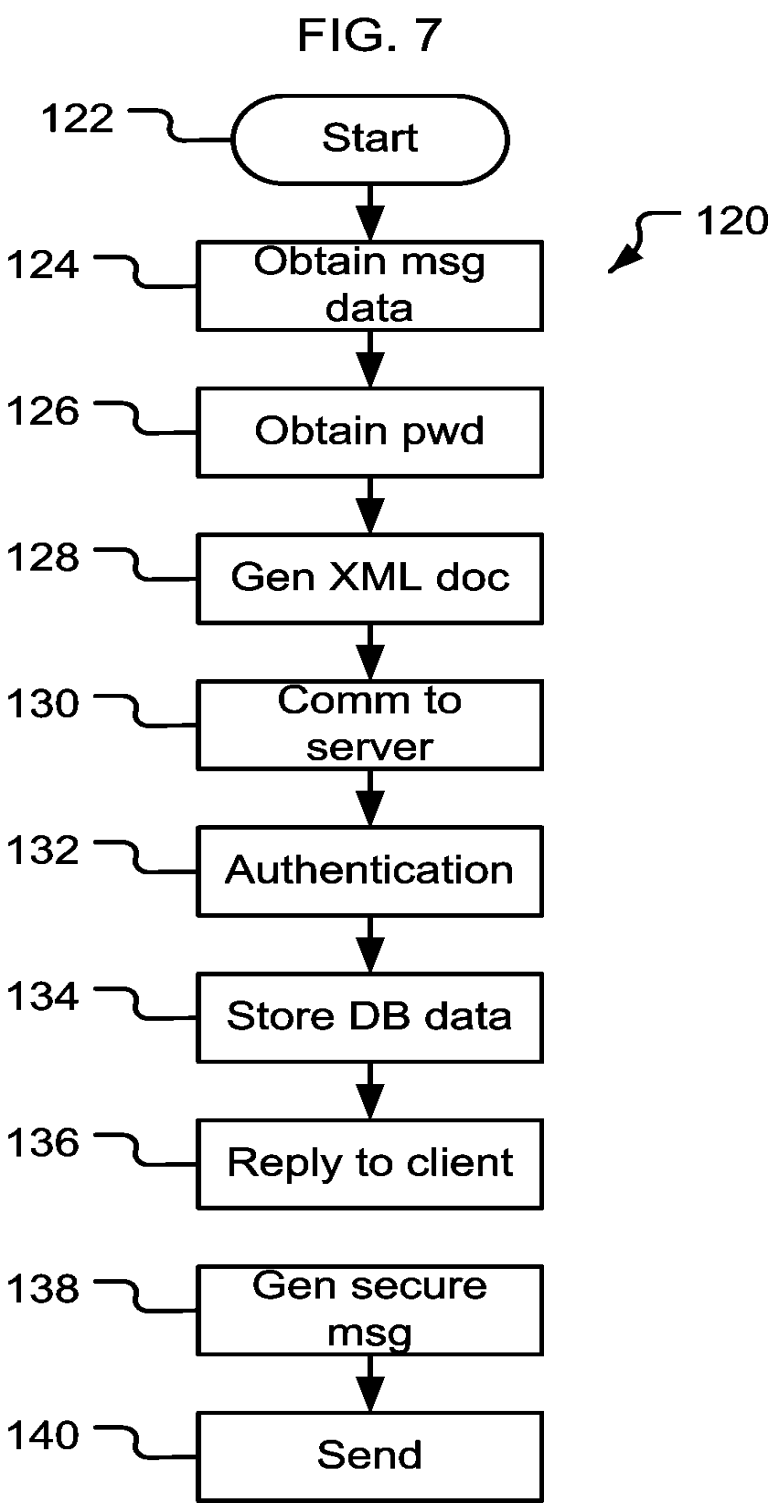 FIG. 7
122
Start
120
124
Obtain msg
data
126
Obtain pwd
128
Gen XML doc
130
Comm to
server
132
Authentication
134
Store DB data
136
Reply to client
138
Gen secure
msg
140
Send